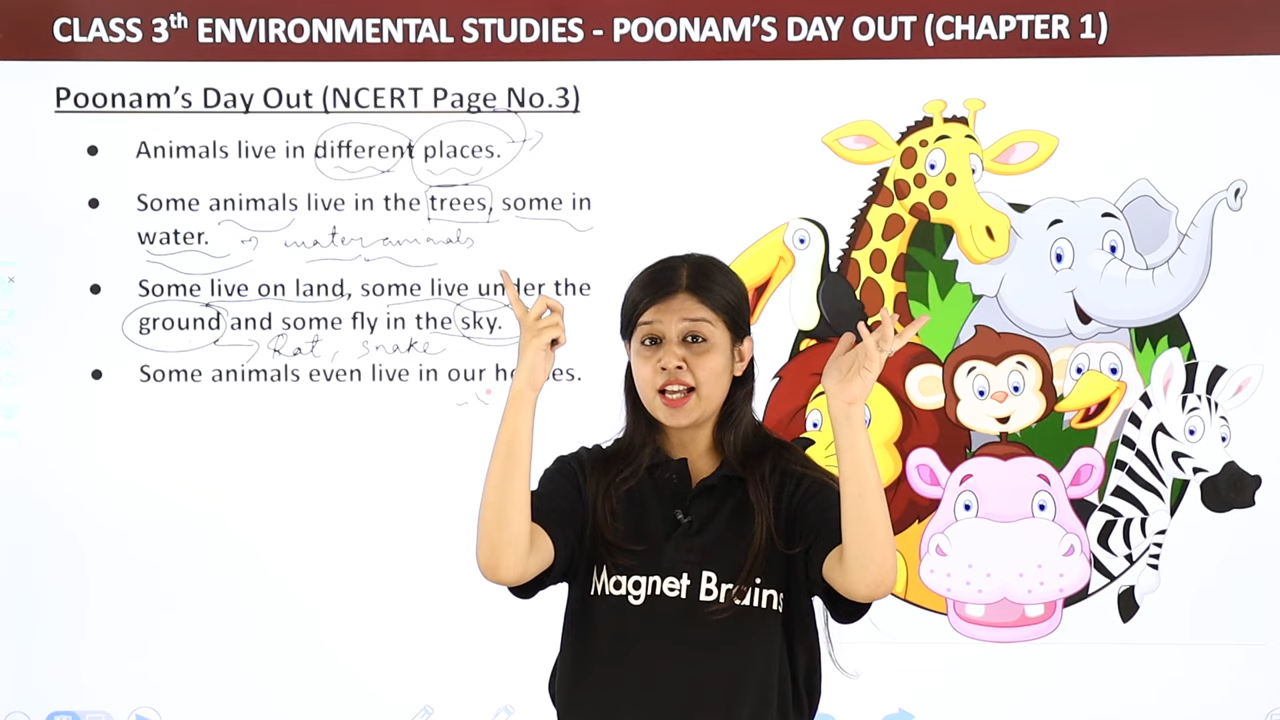 CLASS 3th ENVIRONMENTAL STUDIES - POONAM'S DAY OUT (CHAPTER 1)
Poonam's Day Out (NCERT Page No.3)
● Animals live in different places.
● Some animals live in the trees, some in
water. → water animals
● Some live on land, some live under the
ground and some fly in the sky.
→ Rat, snake
● Some animals even live in our
Magnet Brains